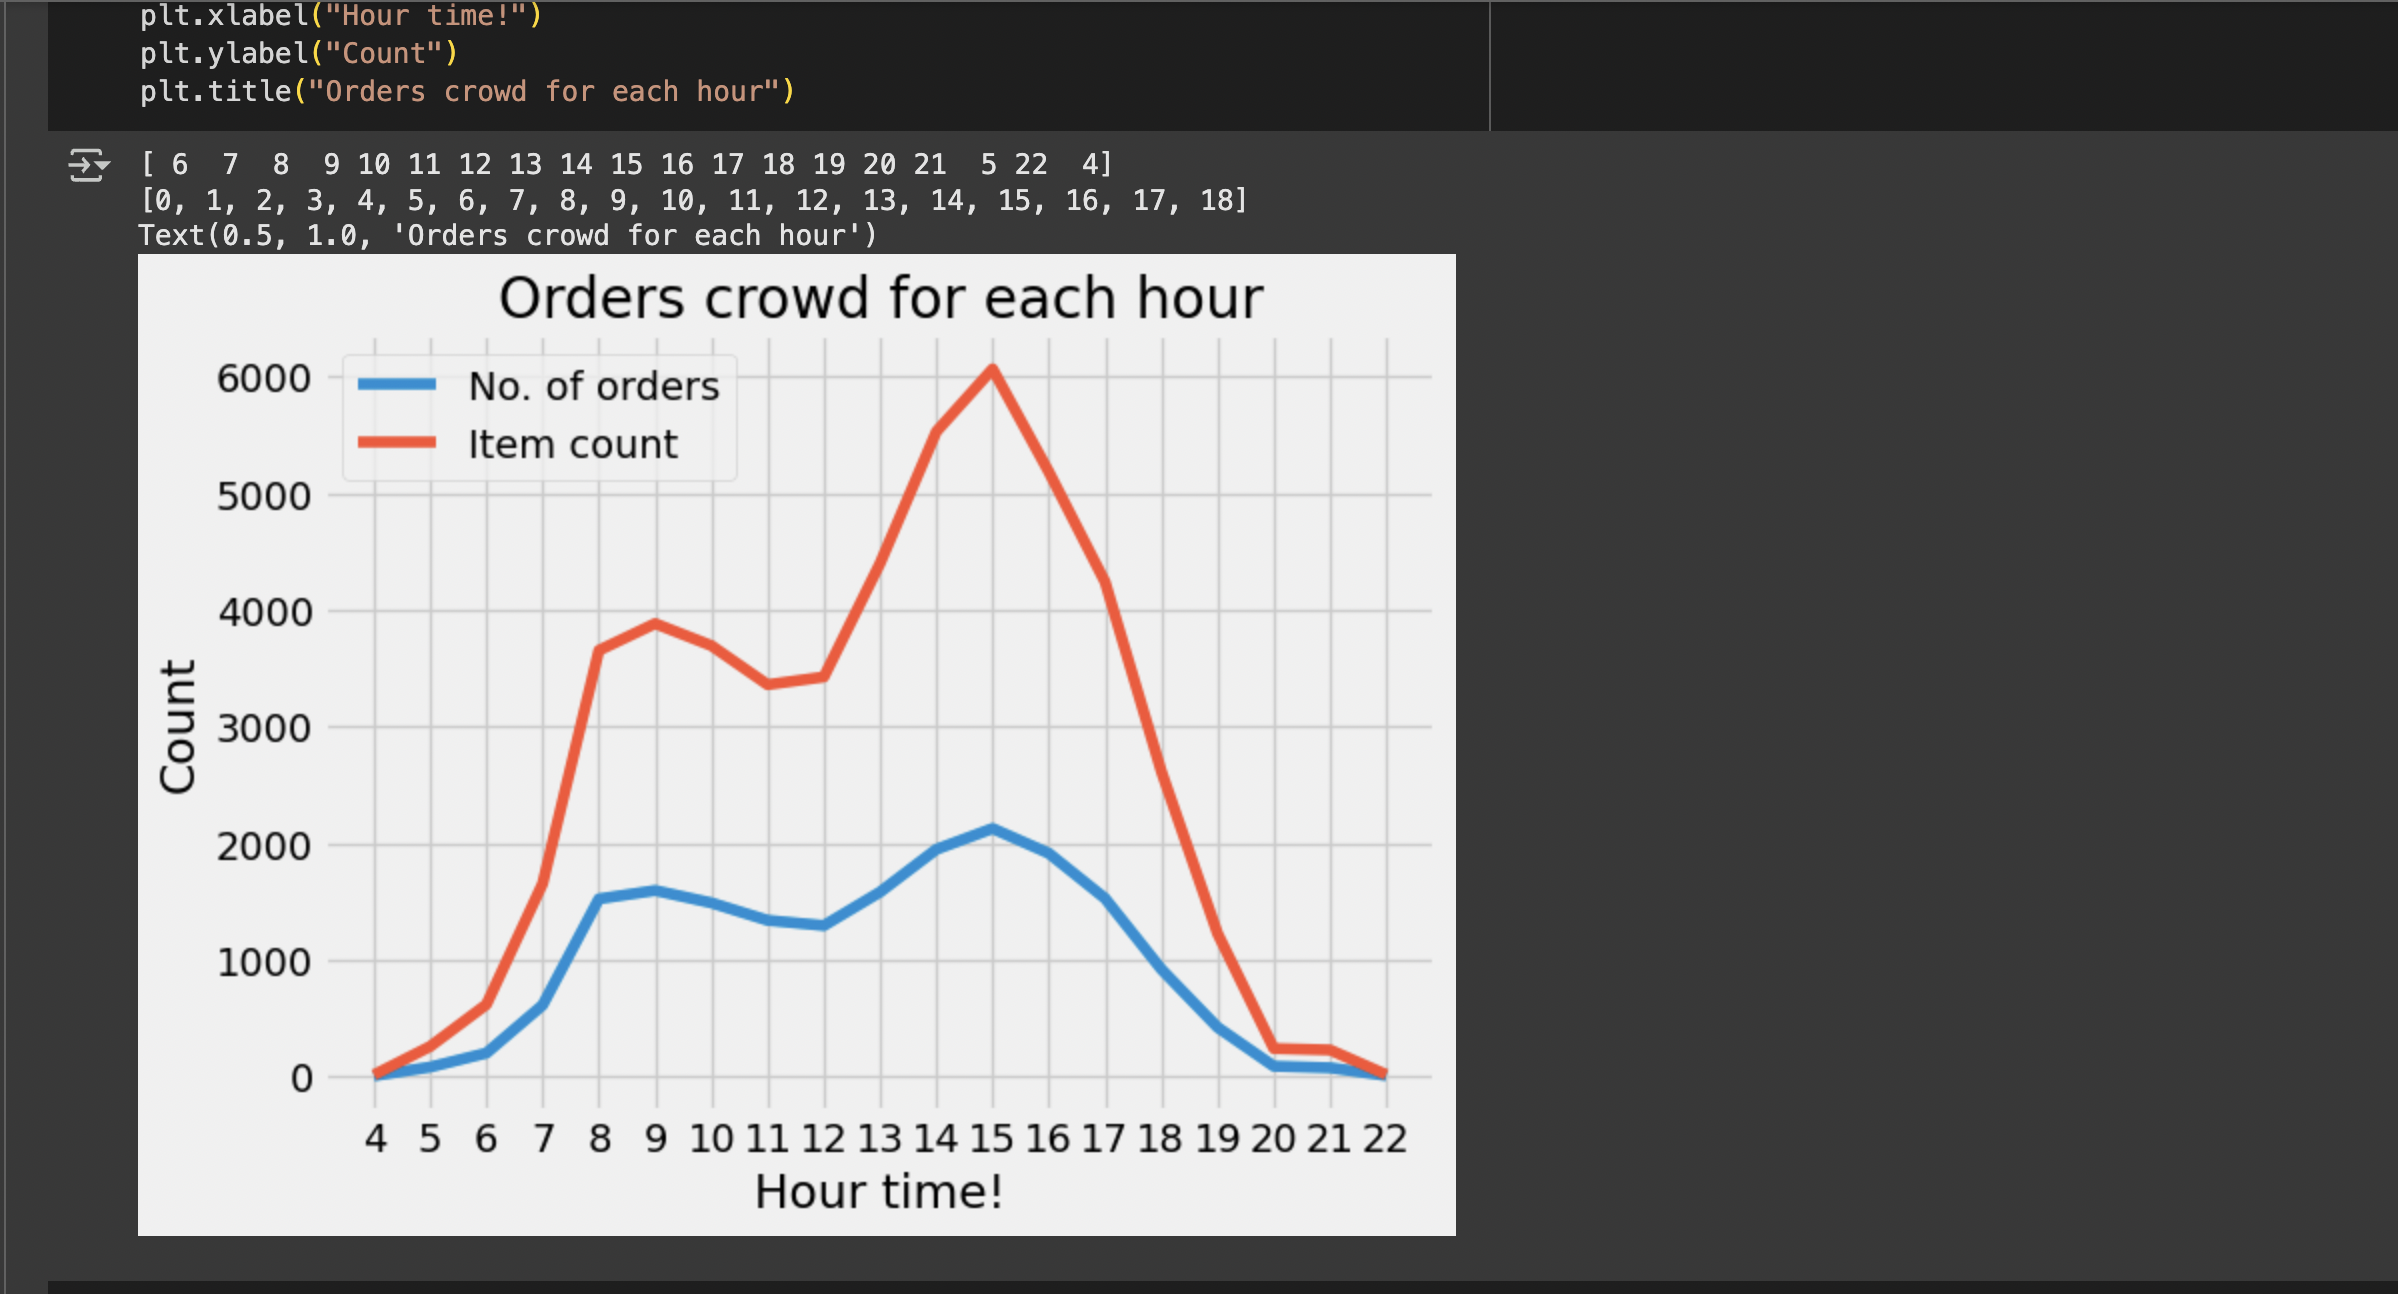 plt.xlabel("Hour time!")
plt.ylabel("Count")
plt.title("Orders crowd for each hour")
[ 6  7  8  9 10 11 12 13 14 15 16 17 18 19 20 21  5 22  4]
[0, 1, 2, 3, 4, 5, 6, 7, 8, 9, 10, 11, 12, 13, 14, 15, 16, 17, 18]
Text(0.5, 1.0, 'Orders crowd for each hour')
Orders crowd for each hour
No. of orders
Item count
6000
5000
4000
3000
2000
1000
0
Count
4 5 6 7 8 9 10 11 12 13 14 15 16 17 18 19 20 21 22
Hour time!